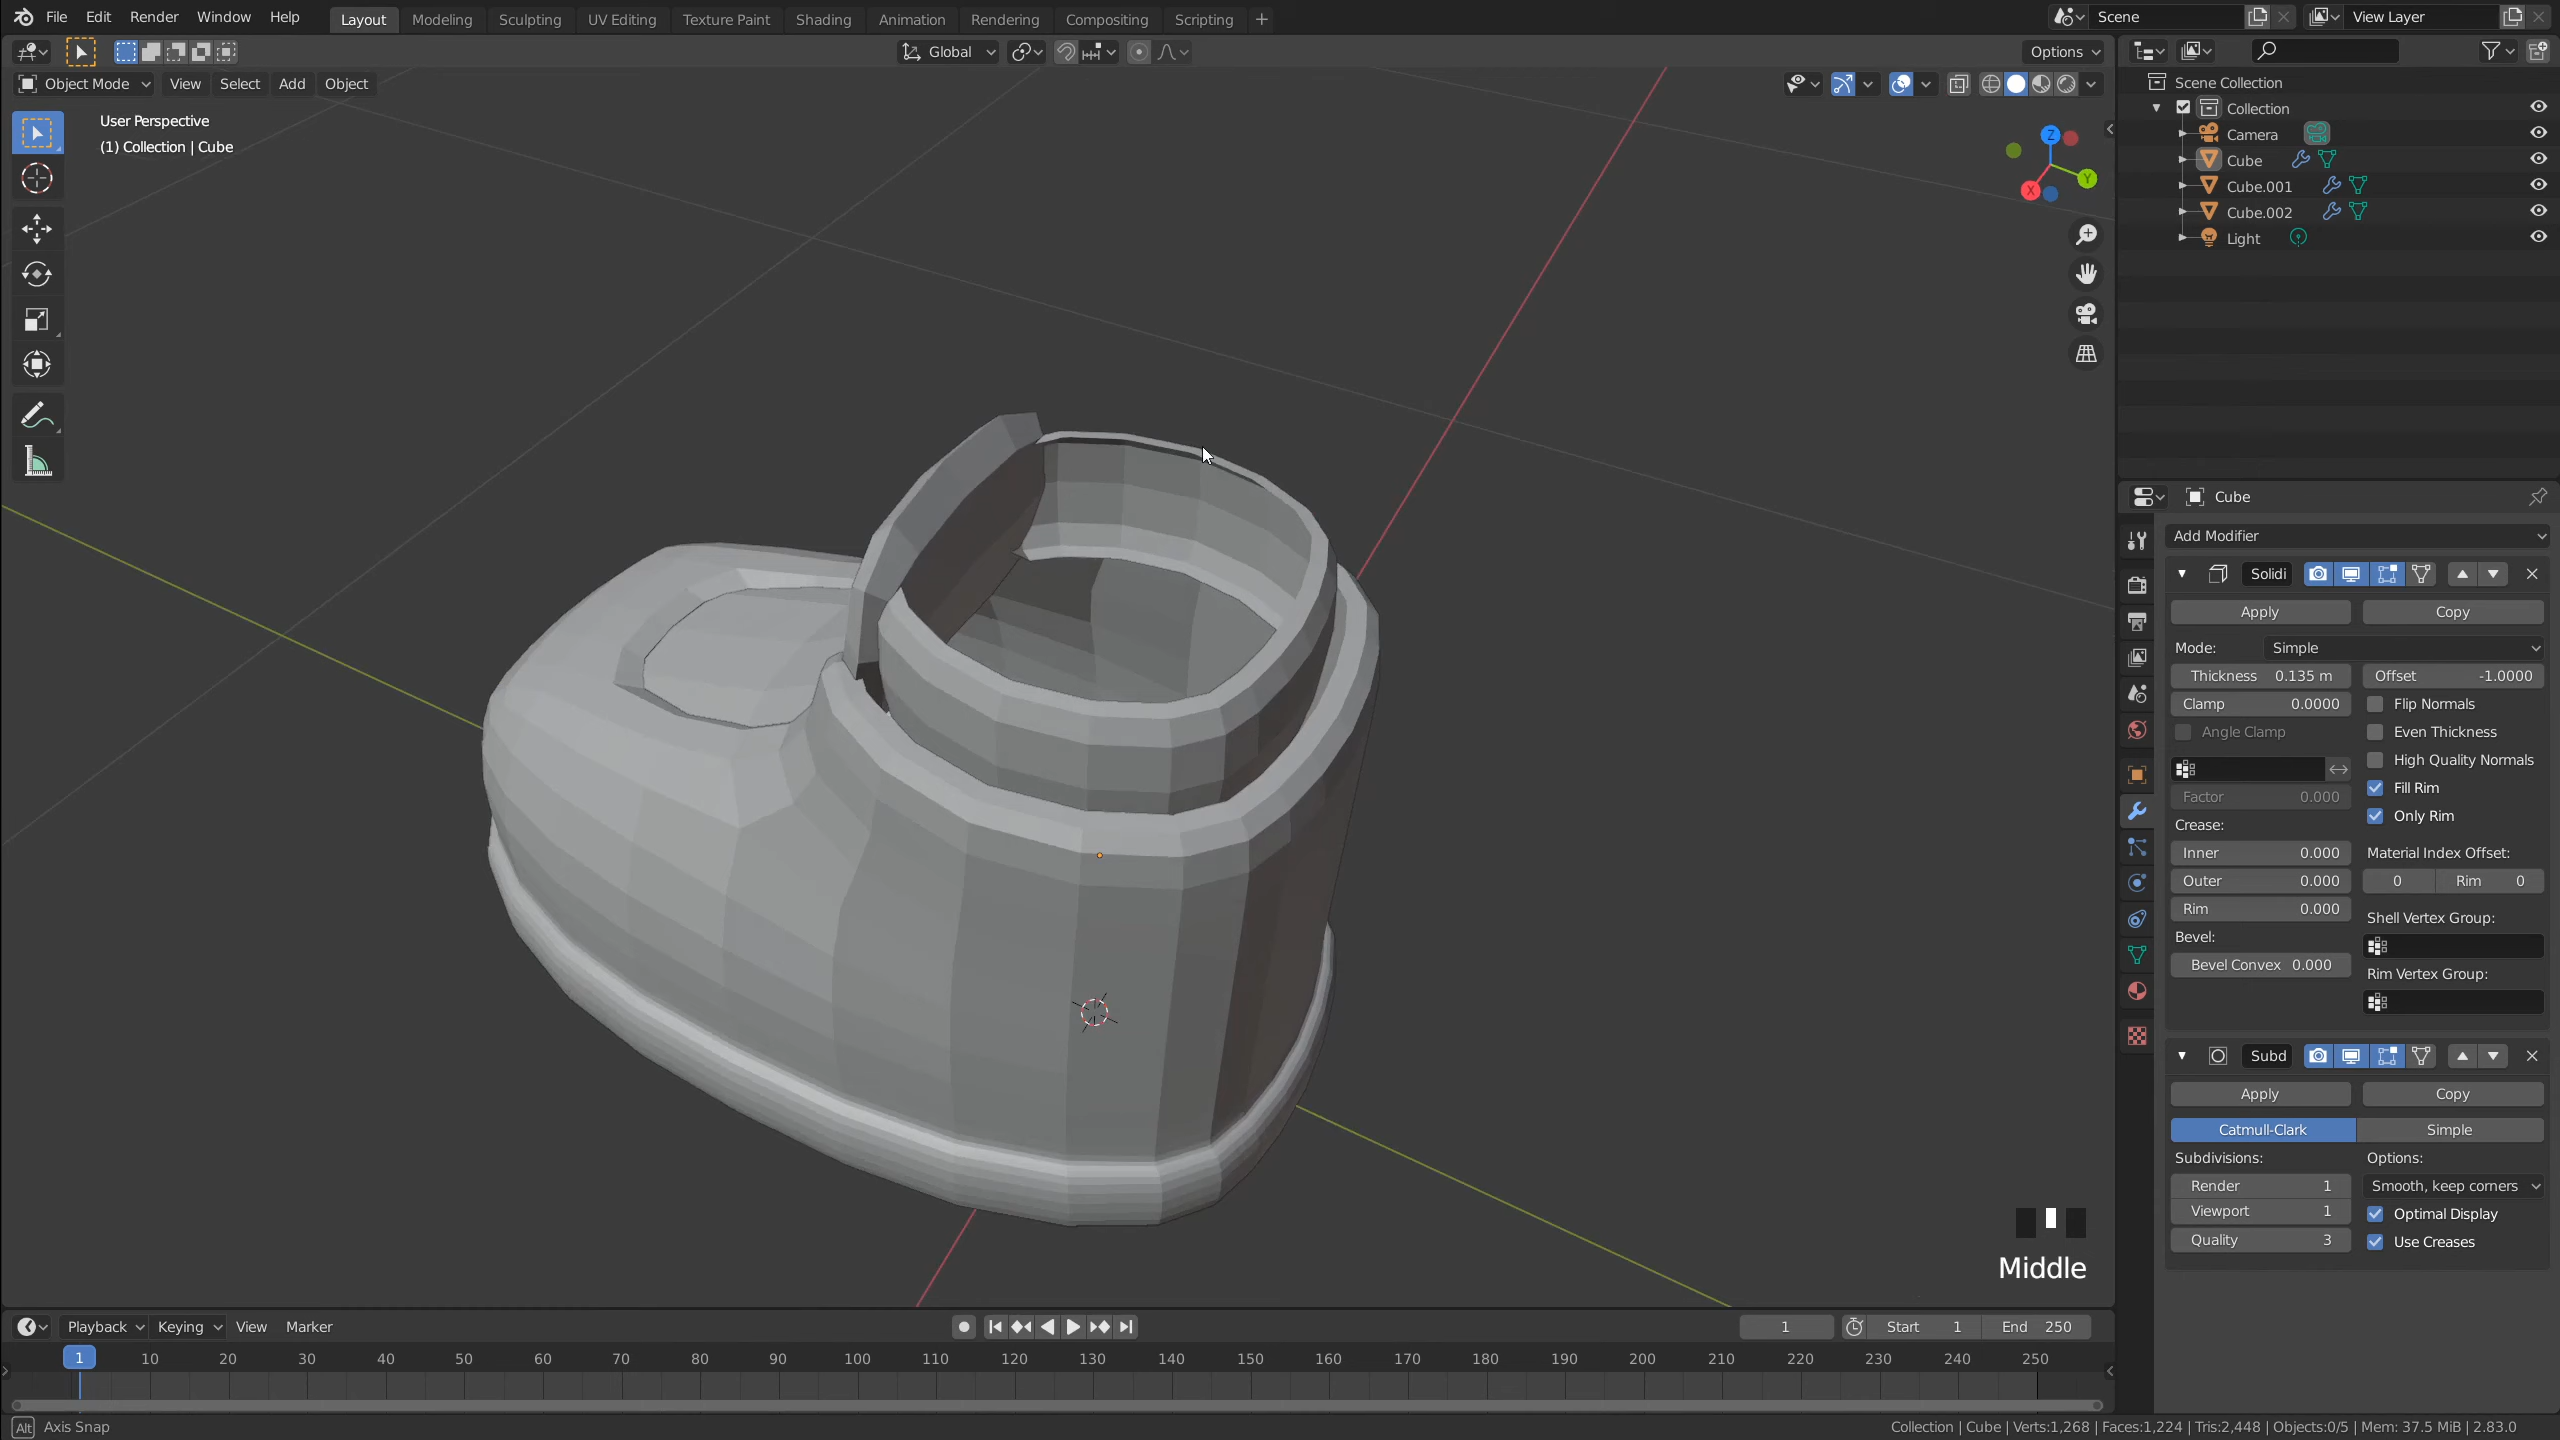 File Edit Render Window Help Layout Modeling Sculpting UV Editing Texture Paint Shading Animation Rendering Compositing Scripting + Scene View Layer
Global Options
Object Mode View Select Add Object
User Perspective
(1) Collection | Cube
Z
Y
X
Scene Collection
Collection
Camera
Cube
Cube.001
Cube.002
Light
Cube
Add Modifier
Solidi
Apply Copy
Mode: Simple
Thickness 0.135 m Offset -1.0000
Clamp 0.0000 Flip Normals
Angle Clamp Even Thickness
High Quality Normals
Fill Rim
Factor 0.000
Only Rim
Crease:
Inner 0.000 Material Index Offset:
Outer 0.000 0 Rim 0
Rim 0.000 Shell Vertex Group:
Bevel:
Bevel Convex 0.000 Rim Vertex Group:
Subd
Apply Copy
Catmull-Clark Simple
Subdivisions: Options:
Render 1 Smooth, keep corners
Viewport 1 Optimal Display
Quality 3 Use Creases
Middle
Playback Keying View Marker 1 Start 1 End 250
1 10 20 30 40 50 60 70 80 90 100 110 120 130 140 150 160 170 180 190 200 210 220 230 240 250
Alt Axis Snap Collection | Cube | Verts:1,268 | Faces:1,224 | Tris:2,448 | Objects:0/5 | Mem: 37.5 MiB | 2.83.0